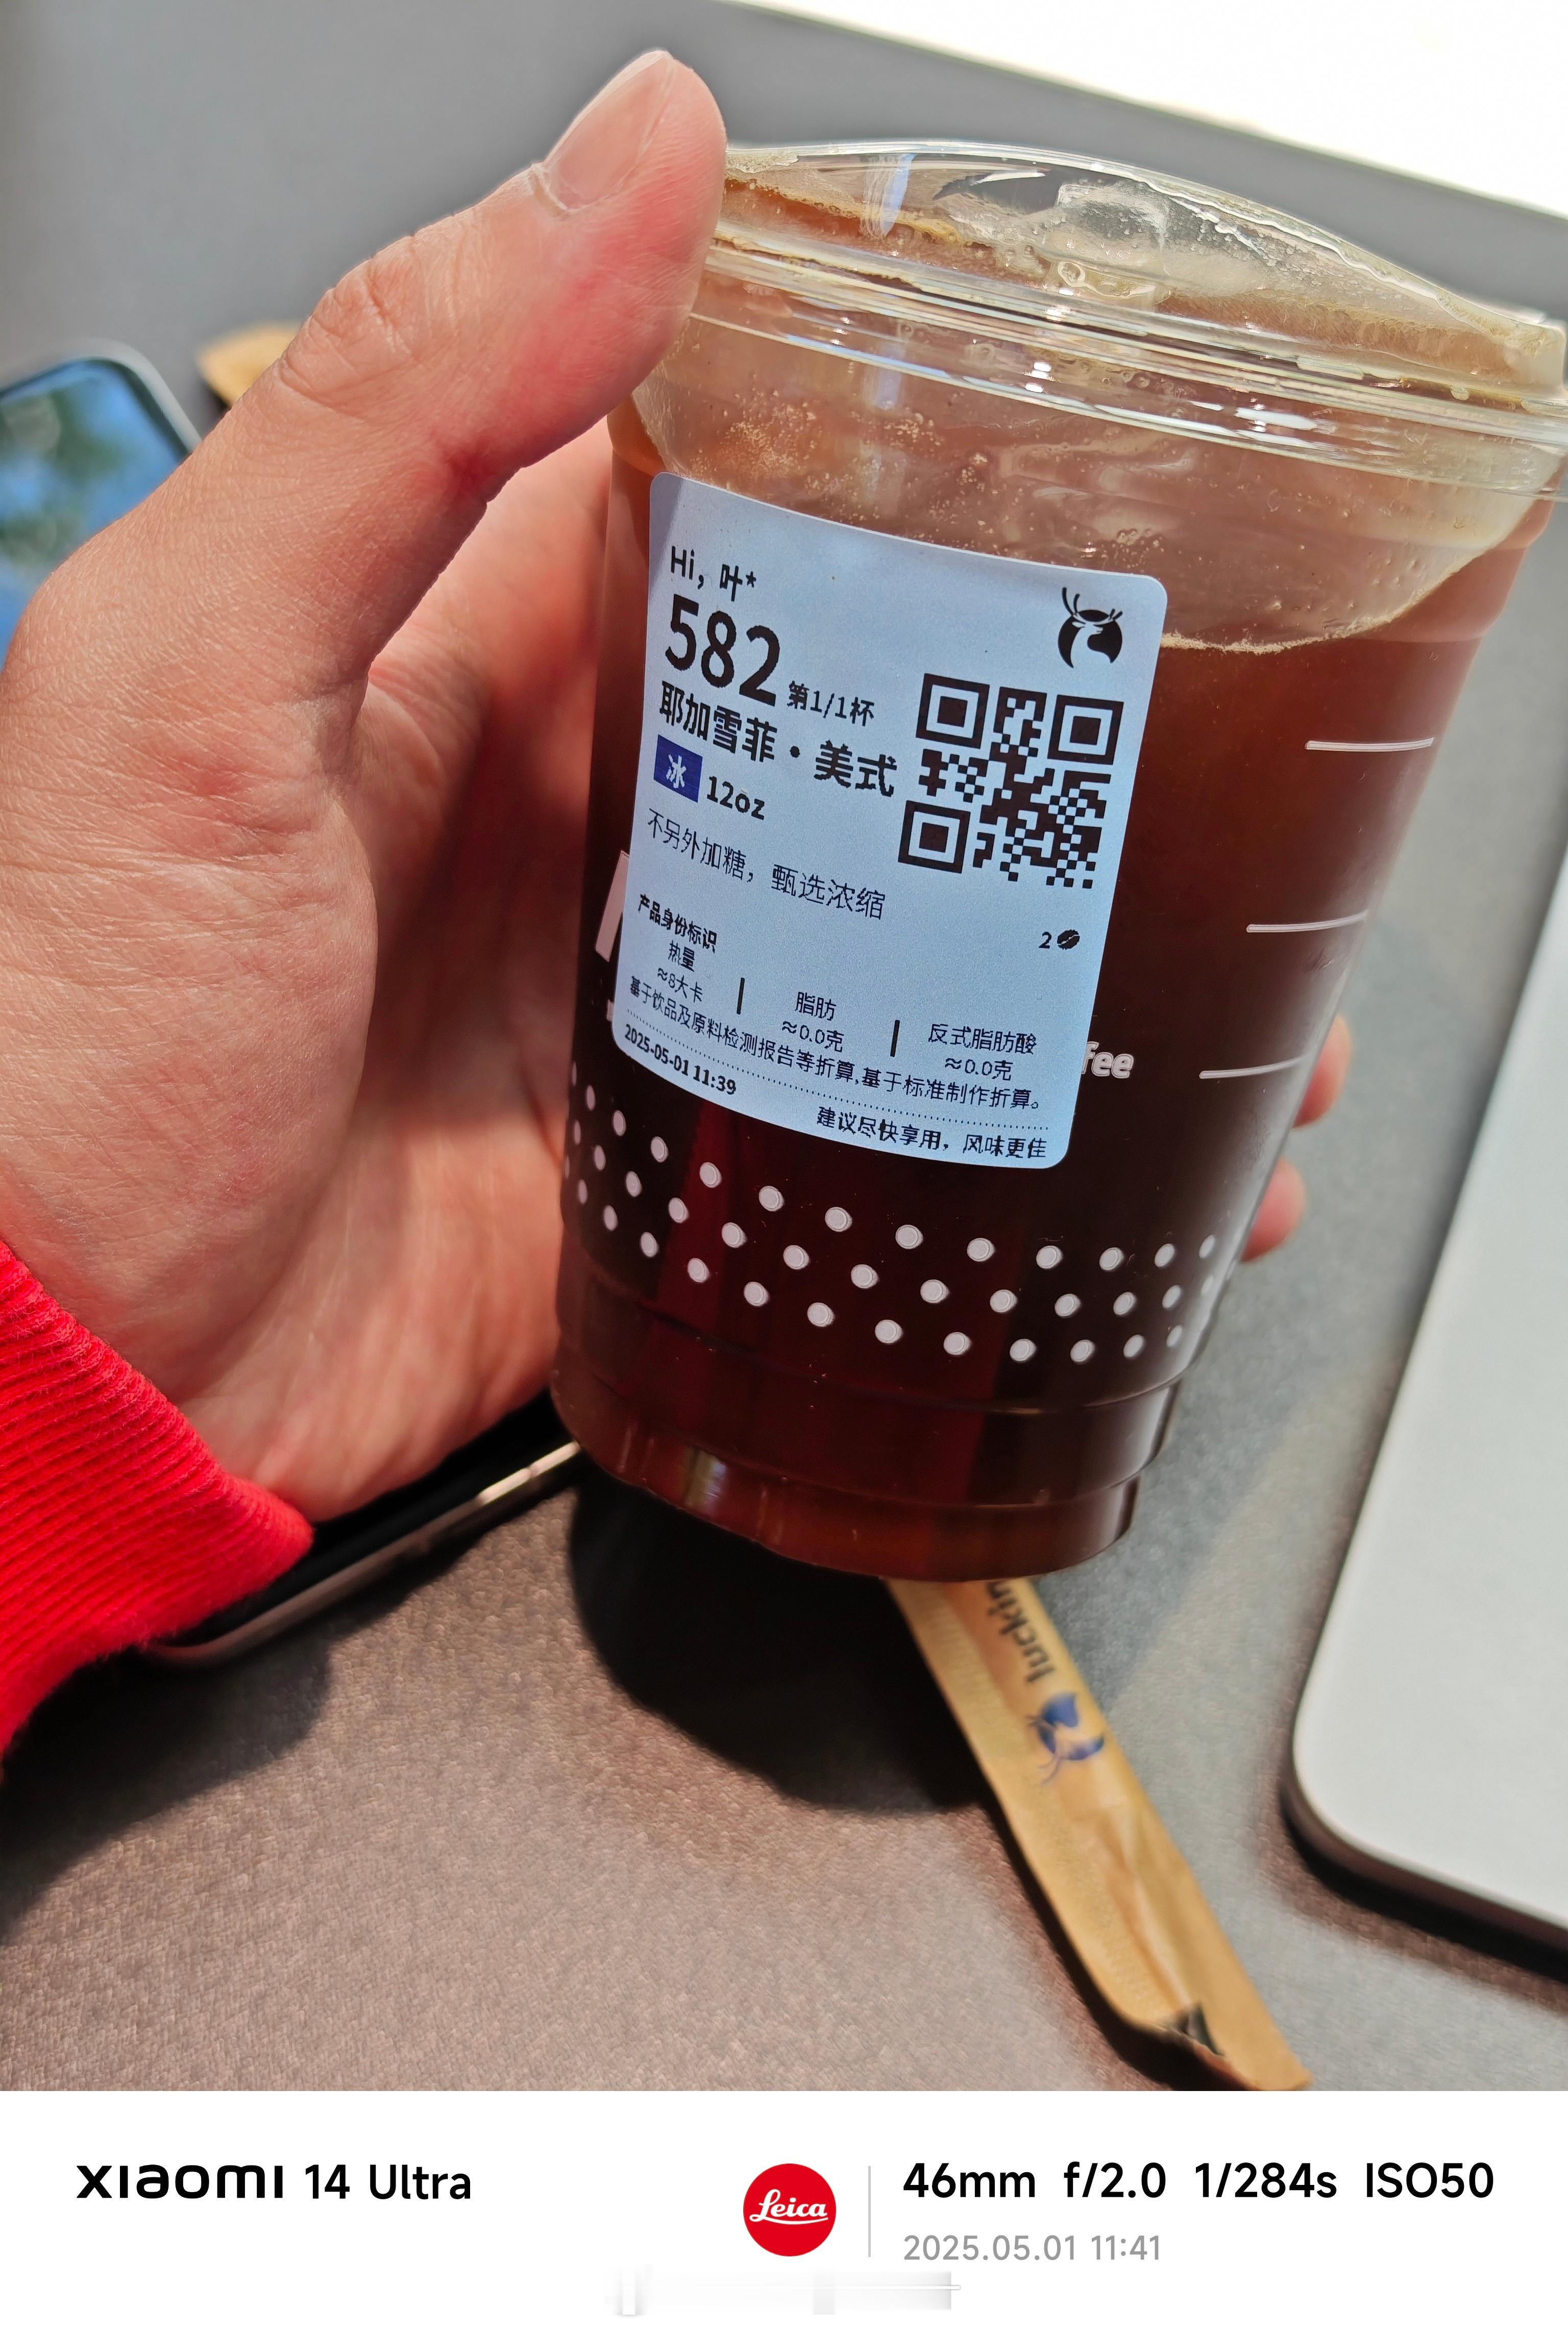 Hi, 叶*
582 第1/1杯
耶加雪菲·美式
冰 12oz
不另外加糖，甄选浓缩
2
产品身份标识
热量
≈8大卡
脂肪
≈0.0克
反式脂肪酸
≈0.0克
基于饮品及原料检测报告等折算,基于标准制作折算。
2025-05-01 11:39
建议尽快享用，风味更佳
fee
luckin
xiaomi 14 Ultra
Leica
46mm f/2.0 1/284s ISO50
2025.05.01 11:41